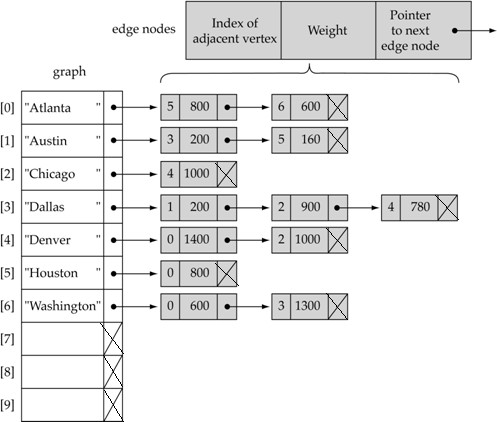 edge nodes
Index of adjacent vertex
Weight
Pointer to next edge node
graph
[0] "Atlanta " 5 800 6 600
[1] "Austin " 3 200 5 160
[2] "Chicago " 4 1000
[3] "Dallas " 1 200 2 900 4 780
[4] "Denver " 0 1400 2 1000
[5] "Houston " 0 800
[6] "Washington" 0 600 3 1300
[7]
[8]
[9]